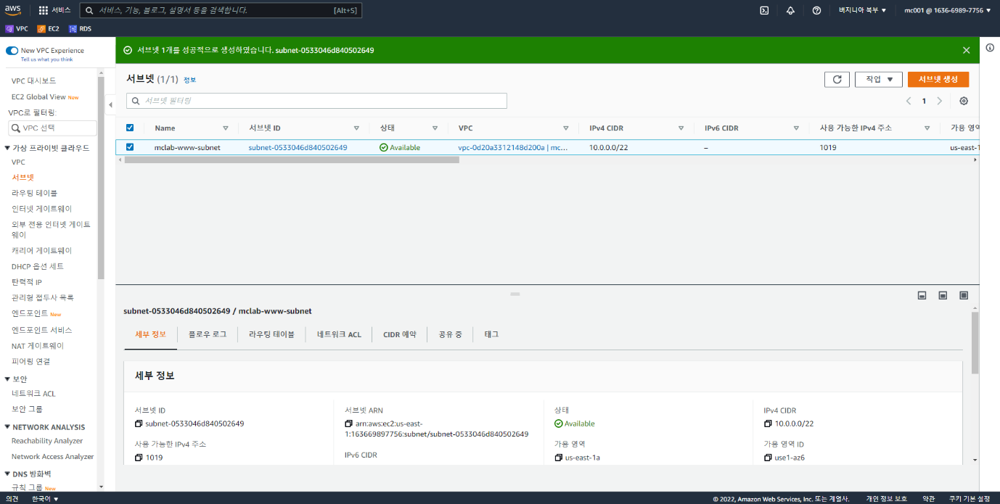 aws 서비스 서비스, 기능, 블로그, 설명서 등을 검색합니다. [Alt+S] 버지니아 북부 ▼ mc001 @ 1636-6989-7756 ▼
VPC EC2 RDS
New VPC Experience
Tell us what you think
VPC 대시보드
EC2 Global View New
VPC로 필터링:
VPC 선택
가상 프라이빗 클라우드
VPC
서브넷
라우팅 테이블
인터넷 게이트웨이
외부 전용 인터넷 게이트
웨이
캐리어 게이트웨이
DHCP 옵션 세트
탄력적 IP
관리형 접두사 목록
엔드포인트 New
엔드포인트 서비스
NAT 게이트웨이
피어링 연결
보안
네트워크 ACL
보안 그룹
NETWORK ANALYSIS
Reachability Analyzer
Network Access Analyzer
DNS 방화벽
규칙 그룹 New
서브넷 1개를 성공적으로 생성하였습니다. subnet-0533046d840502649
서브넷 (1/1) 정보
작업 ▼ 서브넷 생성
서브넷 필터링
1
Name 서브넷 ID 상태 VPC IPv4 CIDR IPv6 CIDR 사용 가능한 IPv4 주소 가용 영역
mclab-www-subnet subnet-0533046d840502649 Available vpc-0d20a3312148d200a | mc... 10.0.0.0/22 – 1019 us-east-1
subnet-0533046d840502649 / mclab-www-subnet
세부 정보 플로우 로그 라우팅 테이블 네트워크 ACL CIDR 예약 공유 중 태그
세부 정보
서브넷 ID
subnet-0533046d840502649
서브넷 ARN
arn:aws:ec2:us-east-
1:163669897756:subnet/subnet-0533046d840502649
상태
Available
IPv4 CIDR
10.0.0.0/22
사용 가능한 IPv4 주소
1019
IPv6 CIDR
가용 영역
us-east-1a
가용 영역 ID
use1-az6
의견 한국어 ▼ © 2022, Amazon Web Services, Inc. 또는 계열사. 개인 정보 보호 약관 쿠키 기본 설정